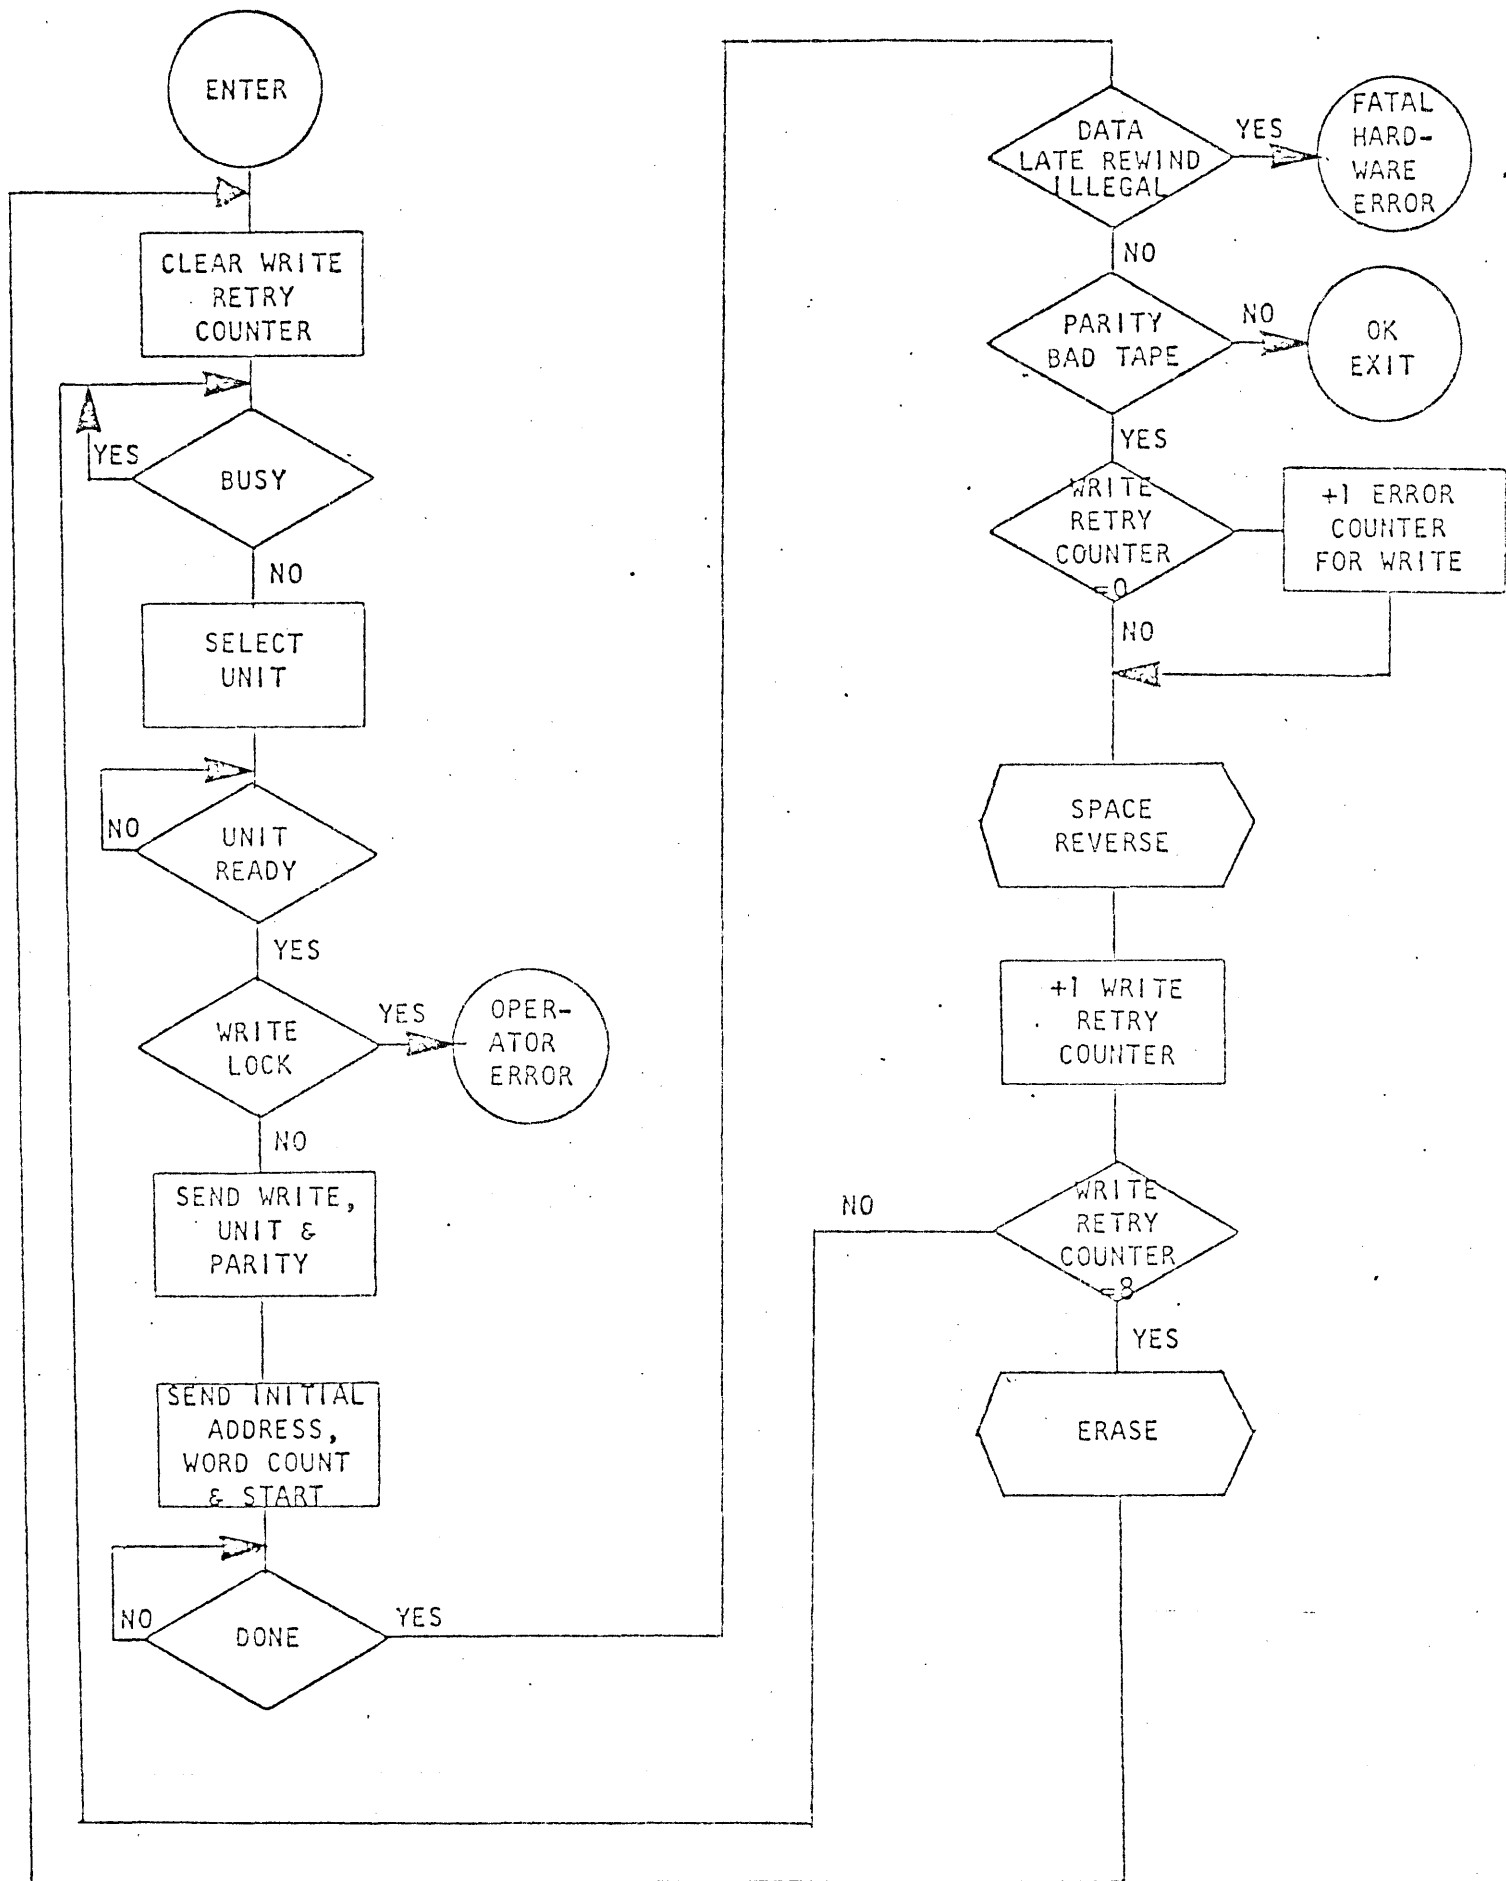 ENTER
CLEAR WRITE
RETRY
COUNTER
YES
BUSY
NO
SELECT
UNIT
NO
UNIT
READY
YES
WRITE
LOCK
YES
OPER-
ATOR
ERROR
NO
SEND WRITE,
UNIT &
PARITY
SEND INITIAL
ADDRESS,
WORD COUNT
& START
NO
DONE
YES
DATA
LATE REWIND
ILLEGAL
YES
FATAL
HARD-
WARE
ERROR
NO
PARITY
BAD TAPE
NO
OK
EXIT
YES
WRITE
RETRY
COUNTER
=0
+1 ERROR
COUNTER
FOR WRITE
NO
SPACE
REVERSE
+1 WRITE
RETRY
COUNTER
NO
WRITE
RETRY
COUNTER
=8
YES
ERASE